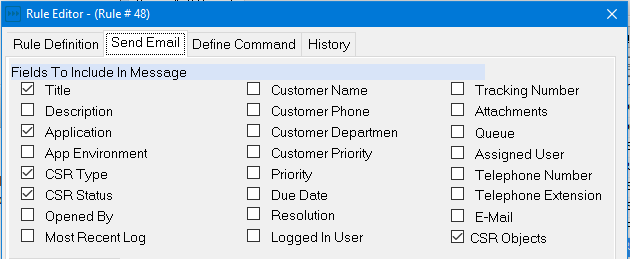 Rule Editor - (Rule # 48)
Rule Definition Send Email Define Command History
Fields To Include In Message
Title Customer Name Tracking Number
Description Customer Phone Attachments
Application Customer Departmen Queue
App Environment Customer Priority Assigned User
CSR Type Priority Telephone Number
CSR Status Due Date Telephone Extension
Opened By Resolution E-Mail
Most Recent Log Logged In User CSR Objects